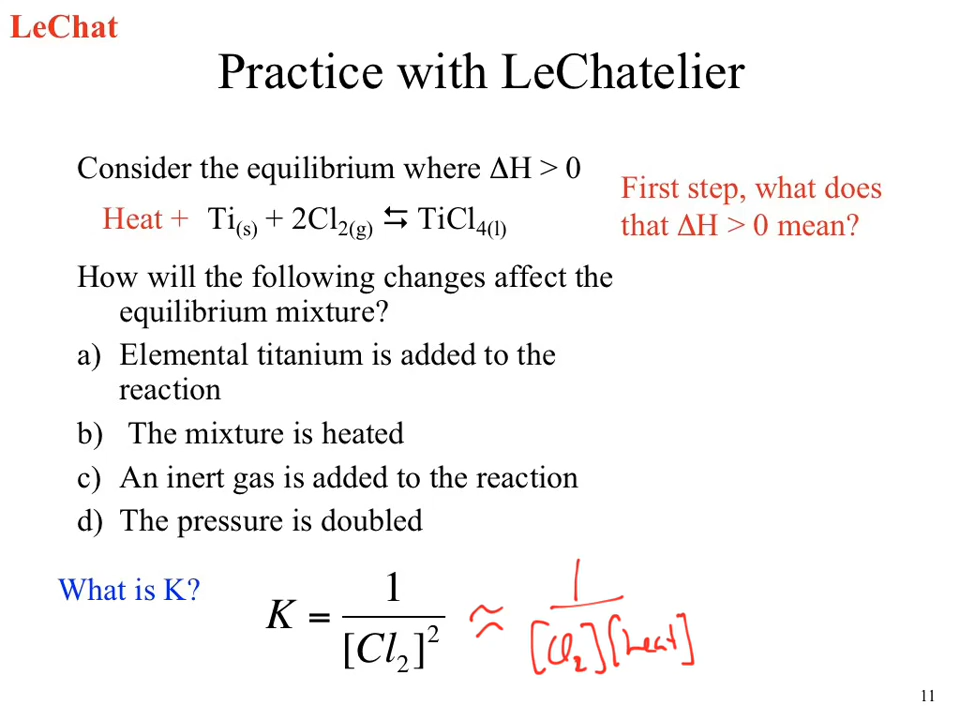 LeChat
Practice with LeChatelier
Consider the equilibrium where ΔH > 0
First step, what does
that ΔH > 0 mean?
Heat + Ti(s) + 2Cl2(g) ⇆ TiCl4(l)
How will the following changes affect the
equilibrium mixture?
a) Elemental titanium is added to the
reaction
b) The mixture is heated
c) An inert gas is added to the reaction
d) The pressure is doubled
What is K?
K = 1 / [Cl2]^2 ≈ 1 / [Cl2][heat]
11